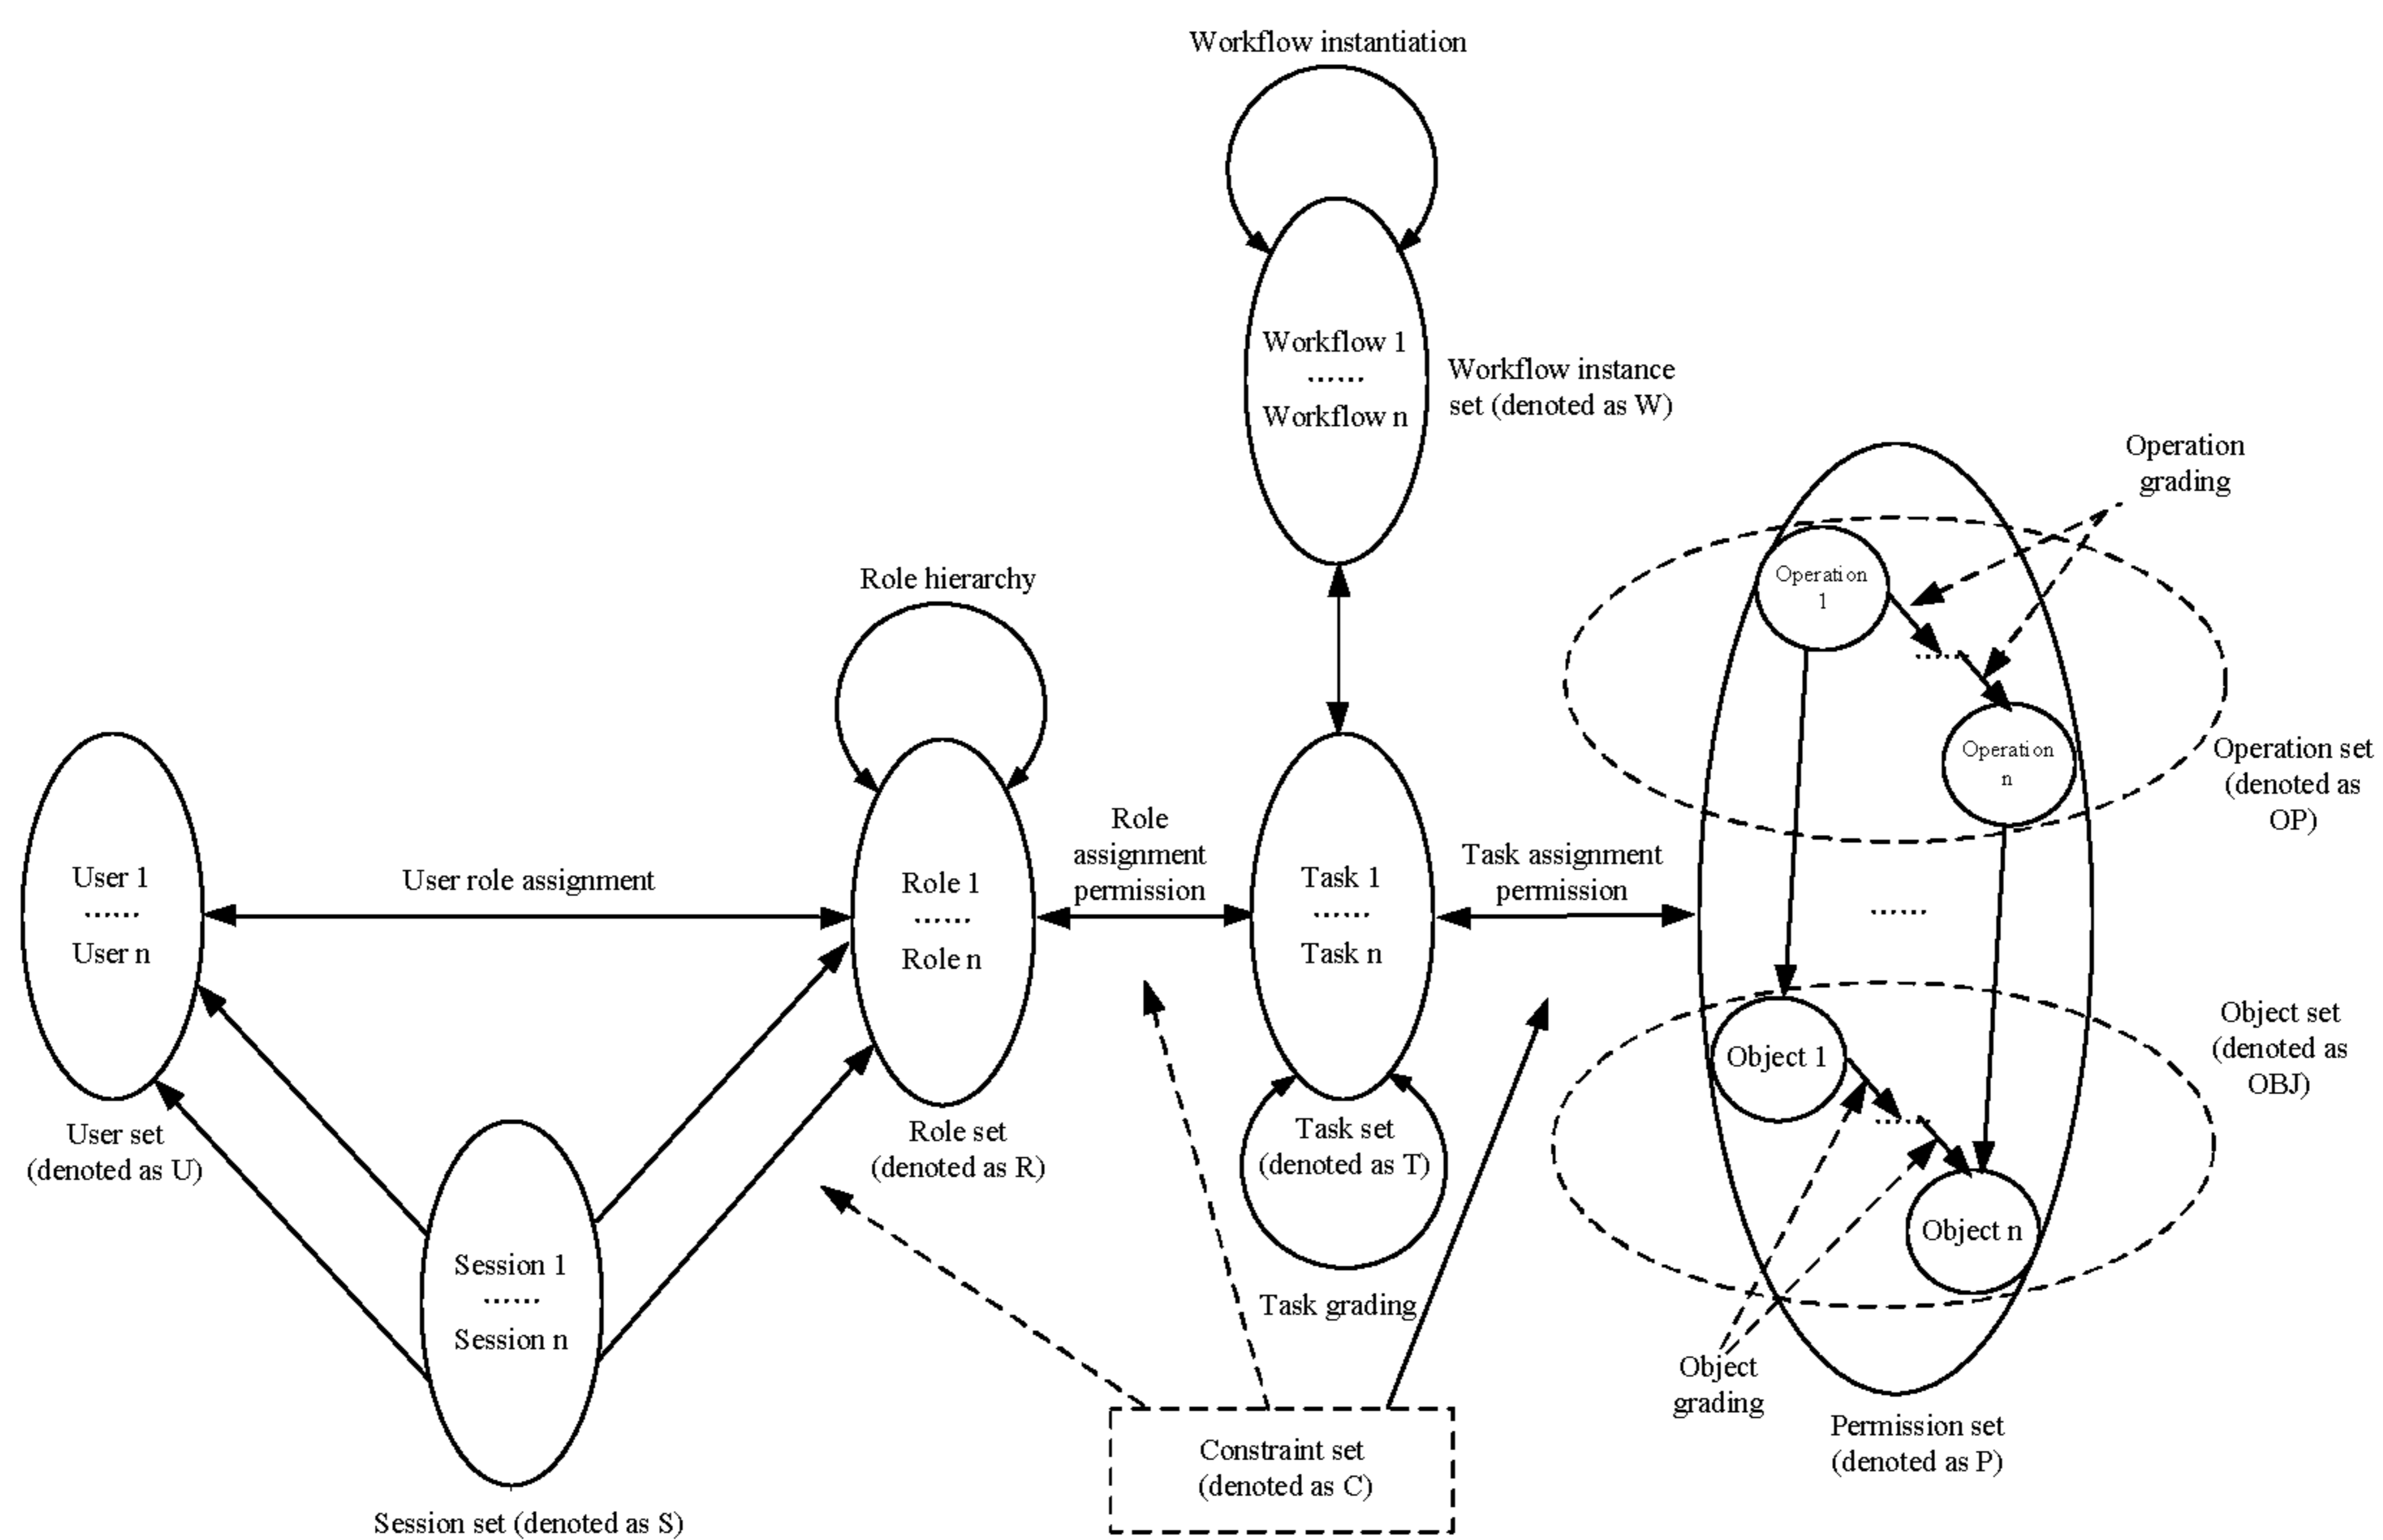 Workflow instantiation
Workflow 1
......
Workflow n
Workflow instance
set (denoted as W)
Operation
grading
Role hierarchy
Operation
1
Operation
n
Operation set
(denoted as
OP)
User 1
......
User n
User role assignment
Role 1
......
Role n
Role
assignment
permission
Task 1
......
Task n
Task assignment
permission
......
Object set
(denoted as
OBJ)
Object 1
Object n
User set
(denoted as U)
Role set
(denoted as R)
Task set
(denoted as T)
Session 1
......
Session n
Task grading
Object
grading
Permission set
(denoted as P)
Constraint set
(denoted as C)
Session set (denoted as S)